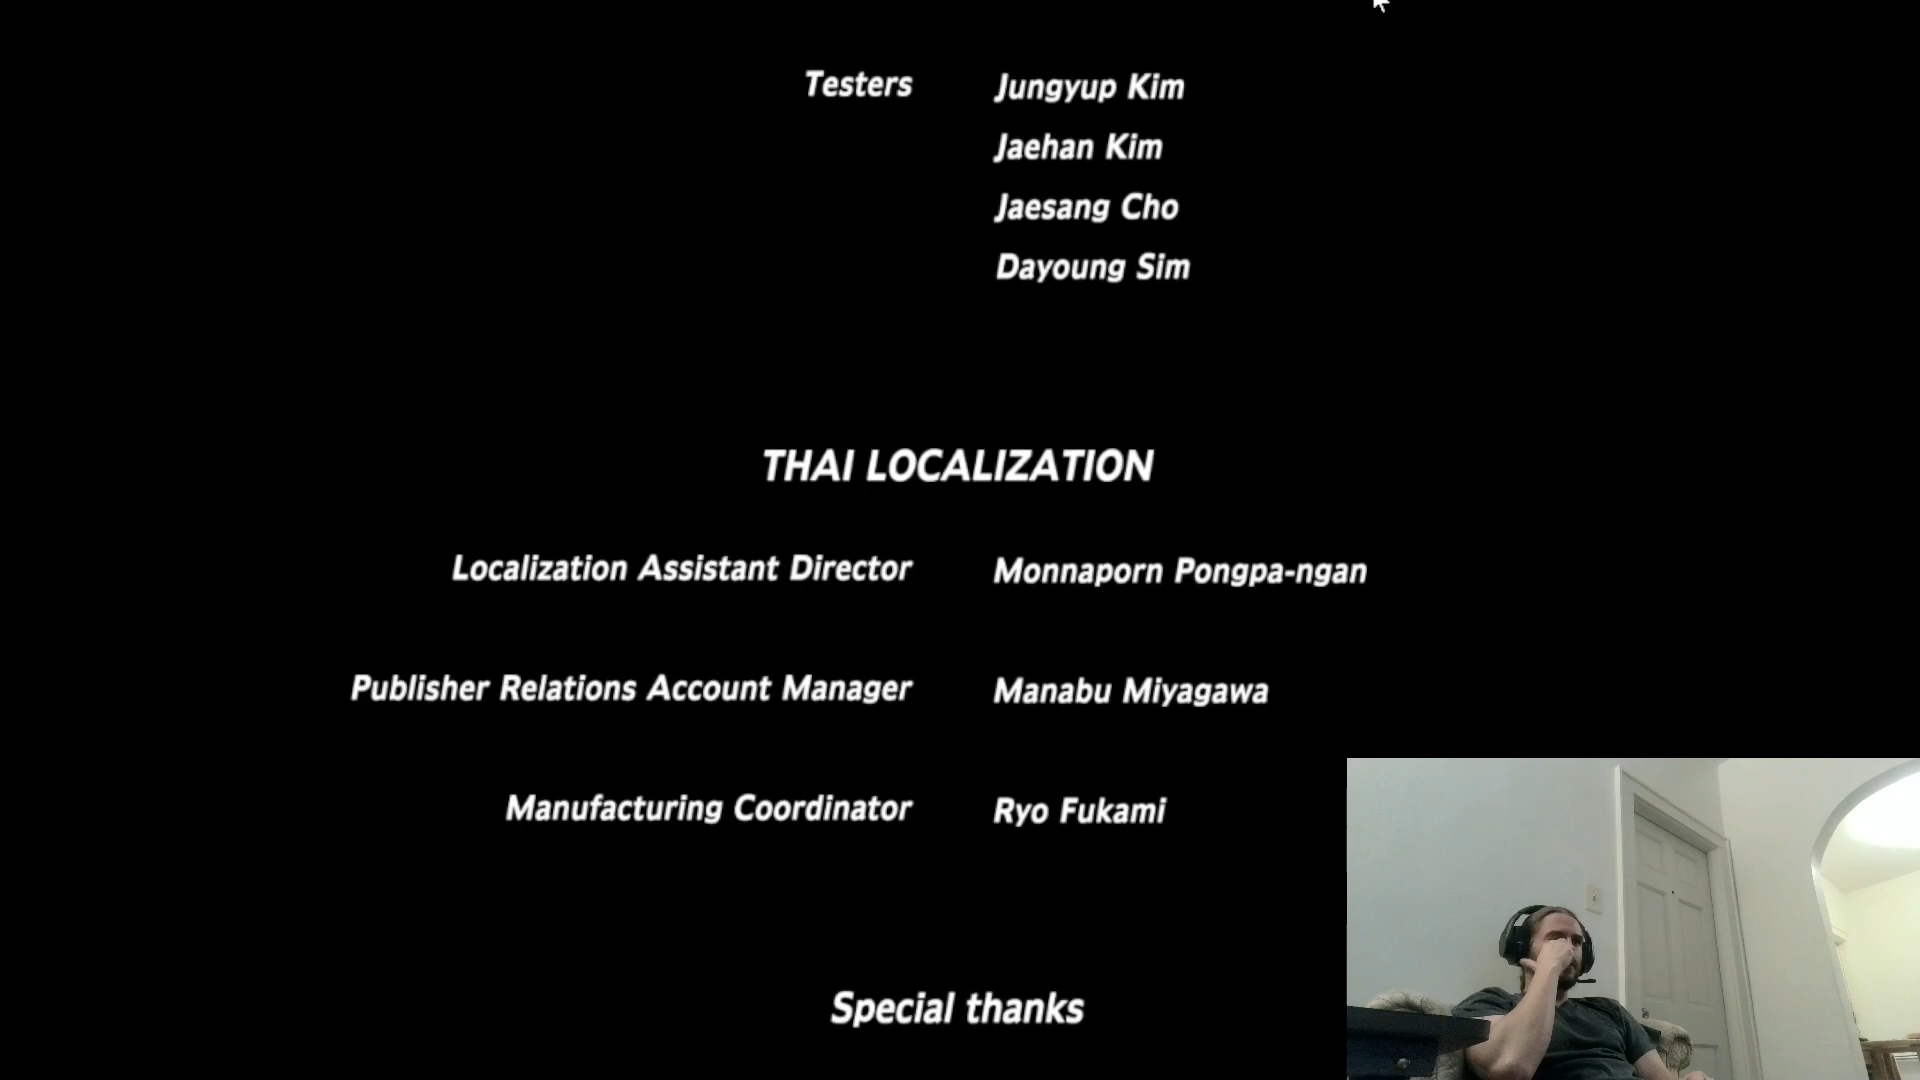 Testers Jungyup Kim
Jaehan Kim
Jaesang Cho
Dayoung Sim
THAI LOCALIZATION
Localization Assistant Director Monnaporn Pongpa-ngan
Publisher Relations Account Manager Manabu Miyagawa
Manufacturing Coordinator Ryo Fukami
Special thanks